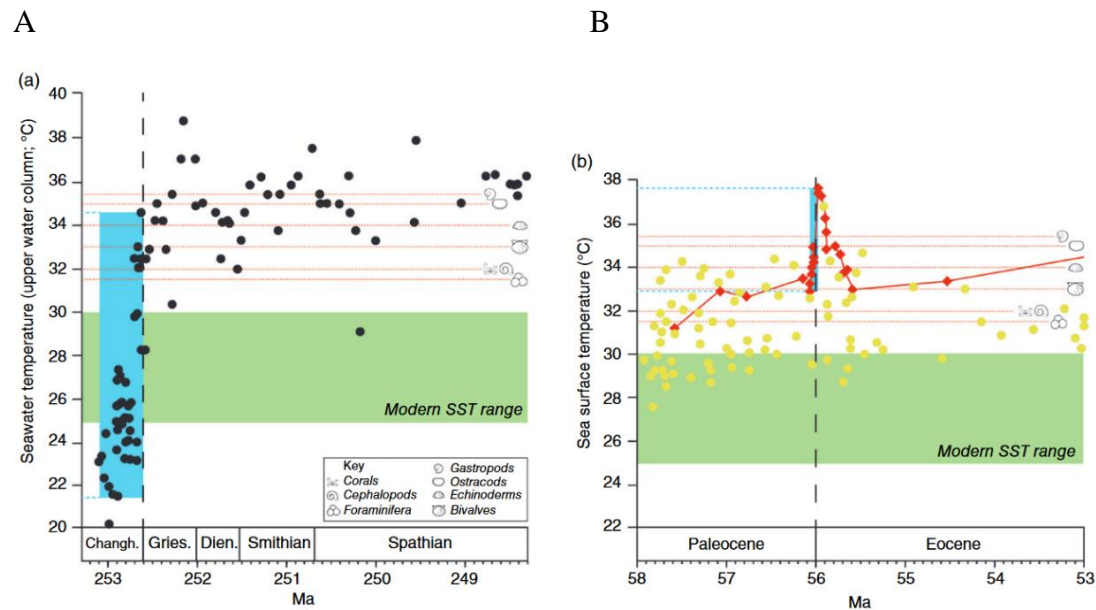 A
B
(a)
Seawater temperature (upper water column; °C)
40
38
36
34
32
30
28
26
24
22
20
Modern SST range
Key
Corals
Cephalopods
Foraminifera
Gastropods
Ostracods
Echinoderms
Bivalves
Changh. Gries. Dien. Smithian Spathian
253 252 251 250 249
Ma
(b)
Sea surface temperature (°C)
38
36
34
32
30
28
26
24
22
Modern SST range
Paleocene Eocene
58 57 56 55 54 53
Ma